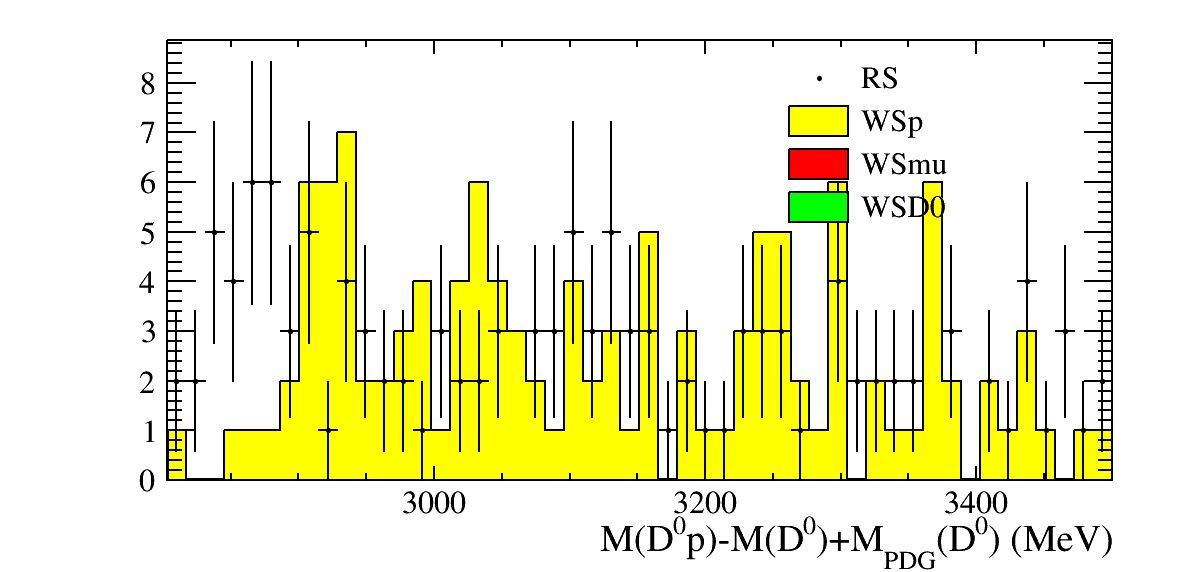 8
7
6
5
4
3
2
1
0
RS
WSp
WSmu
WSD0
3000 3200 3400
M(D⁰p)-M(D⁰)+M_PDG(D⁰) (MeV)